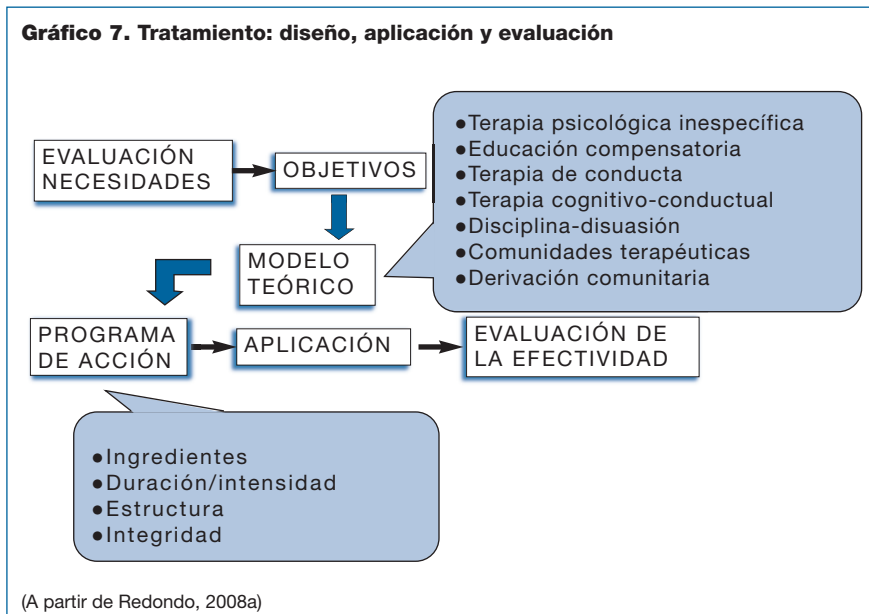 Gráfico 7. Tratamiento: diseño, aplicación y evaluación
EVALUACIÓN
NECESIDADES
OBJETIVOS
●Terapia psicológica inespecífica
●Educación compensatoria
●Terapia de conducta
●Terapia cognitivo-conductual
●Disciplina-disuasión
●Comunidades terapéuticas
●Derivación comunitaria
MODELO
TEÓRICO
PROGRAMA
DE ACCIÓN
APLICACIÓN
EVALUACIÓN DE
LA EFECTIVIDAD
●Ingredientes
●Duración/intensidad
●Estructura
●Integridad
(A partir de Redondo, 2008a)